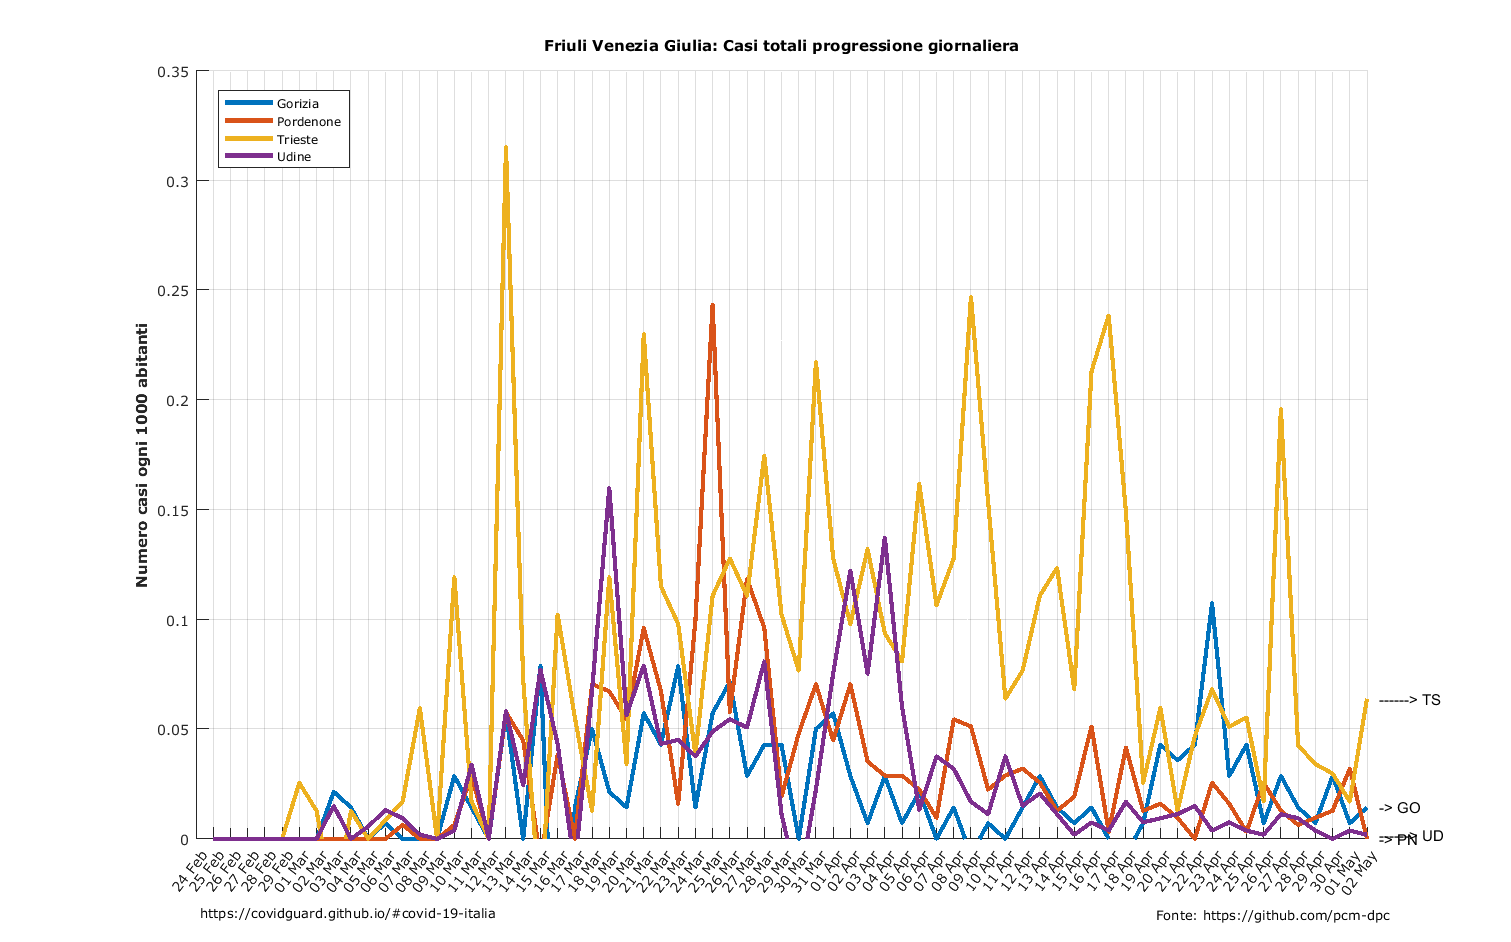 Friuli Venezia Giulia: Casi totali progressione giornaliera
0.35
0.3
0.25
0.2
0.15
0.1
0.05
0
Numero casi ogni 1000 abitanti
Gorizia
Pordenone
Trieste
Udine
------> TS
-> GO
----> UD
-> PN
24 Feb
25 Feb
26 Feb
27 Feb
28 Feb
29 Feb
01 Mar
02 Mar
03 Mar
04 Mar
05 Mar
06 Mar
07 Mar
08 Mar
09 Mar
10 Mar
11 Mar
12 Mar
13 Mar
14 Mar
15 Mar
16 Mar
17 Mar
18 Mar
19 Mar
20 Mar
21 Mar
22 Mar
23 Mar
24 Mar
25 Mar
26 Mar
27 Mar
28 Mar
29 Mar
30 Mar
31 Mar
01 Apr
02 Apr
03 Apr
04 Apr
05 Apr
06 Apr
07 Apr
08 Apr
09 Apr
10 Apr
11 Apr
12 Apr
13 Apr
14 Apr
15 Apr
16 Apr
17 Apr
18 Apr
19 Apr
20 Apr
21 Apr
22 Apr
23 Apr
24 Apr
25 Apr
26 Apr
27 Apr
28 Apr
29 Apr
30 Apr
01 May
02 May
https://covidguard.github.io/#covid-19-italia
Fonte: https://github.com/pcm-dpc